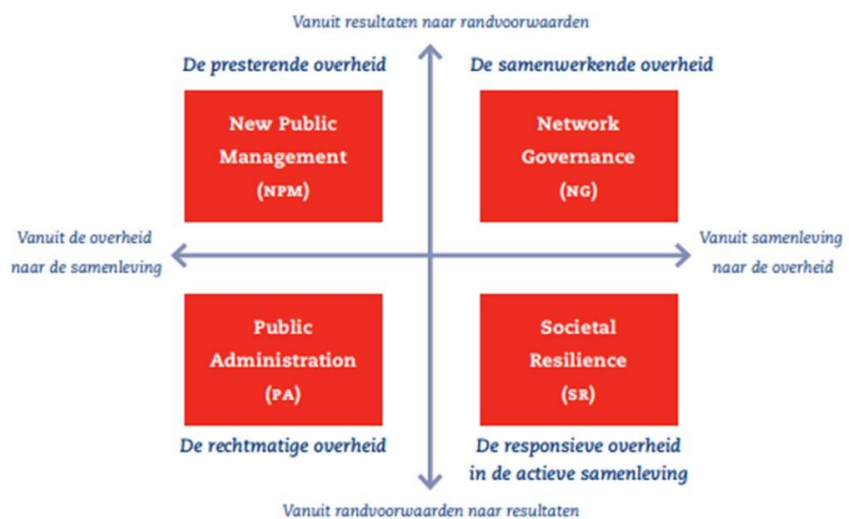 Vanuit resultaten naar randvoorwaarden
De presterende overheid
De samenwerkende overheid
New Public
Management
(NPM)
Network
Governance
(NG)
Vanuit de overheid
naar de samenleving
Vanuit samenleving
naar de overheid
Public
Administration
(PA)
Societal
Resilience
(SR)
De rechtmatige overheid
De responsieve overheid
in de actieve samenleving
Vanuit randvoorwaarden naar resultaten